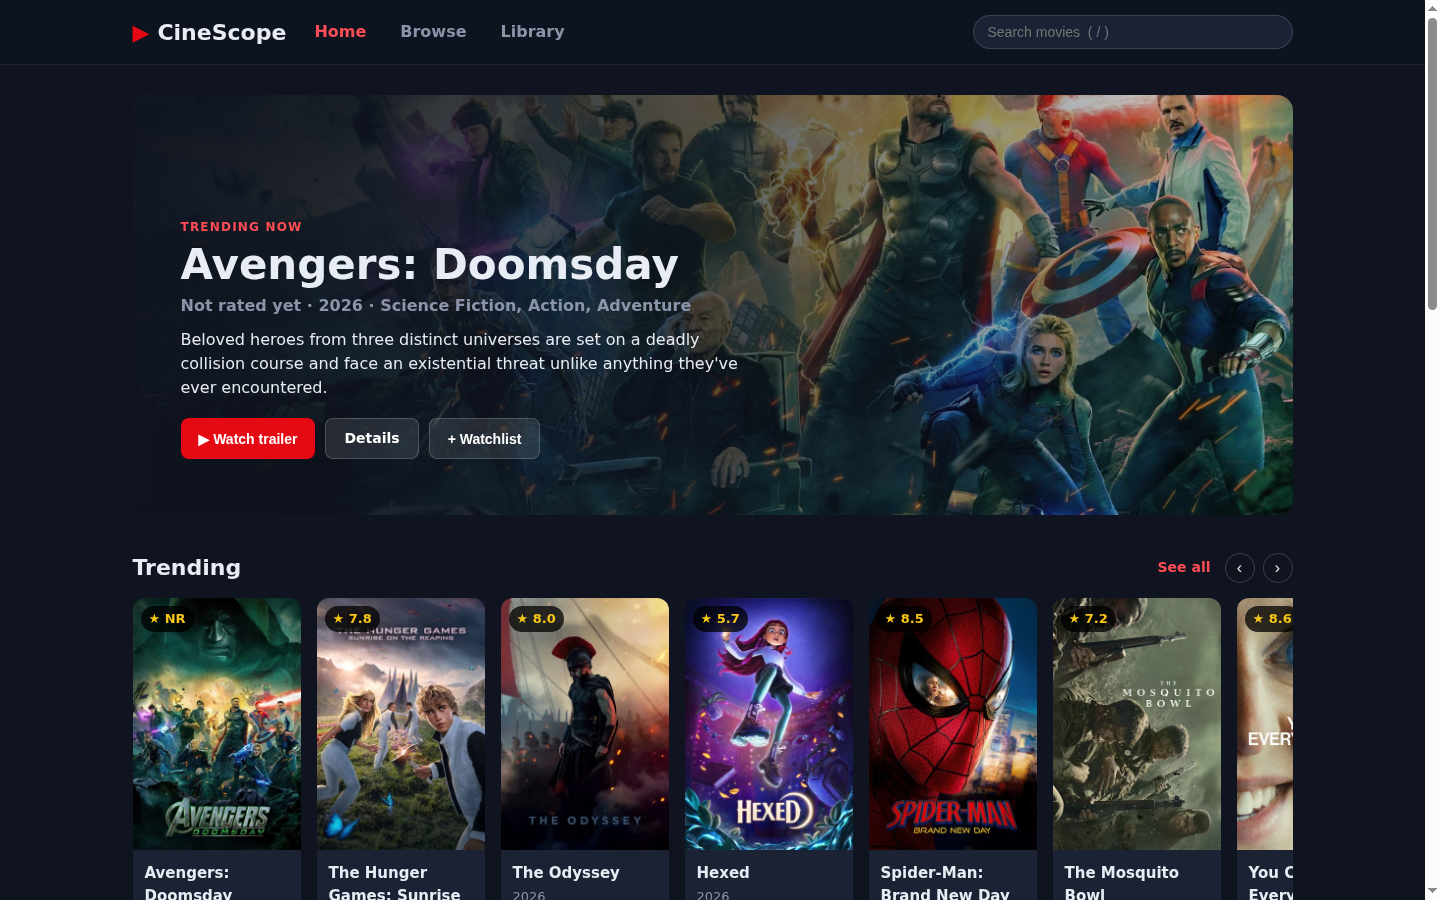 ▶ CineScope
Home
Browse
Library
Search movies ( / )
TRENDING NOW
Avengers: Doomsday
Not rated yet · 2026 · Science Fiction, Action, Adventure
Beloved heroes from three distinct universes are set on a deadly
collision course and face an existential threat unlike anything they've
ever encountered.
▶ Watch trailer
Details
+ Watchlist
Trending
See all
‹
›
★ NR
AVENGERS
DOOMSDAY
Avengers:
Doomsday
★ 7.8
THE HUNGER GAMES
SUNRISE ON THE REAPING
The Hunger
Games: Sunrise
★ 8.0
THE ODYSSEY
The Odyssey
2026
★ 5.7
HEXED
Hexed
2026
★ 8.5
SPIDER-MAN
BRAND NEW DAY
Spider-Man:
Brand New Day
★ 7.2
THE
MOSQUITO
BOWL
The Mosquito
Bowl
★ 8.6
EVERY
You C
Every